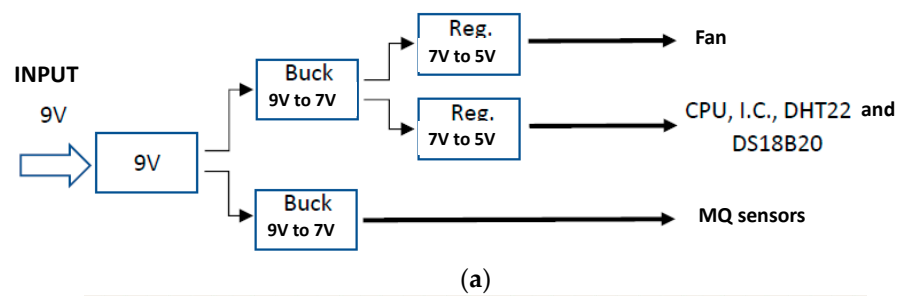 Reg.
7V to 5V
Fan
INPUT
9V
Buck
9V to 7V
Reg.
7V to 5V
CPU, I.C., DHT22 and
DS18B20
9V
Buck
9V to 7V
MQ sensors
(a)